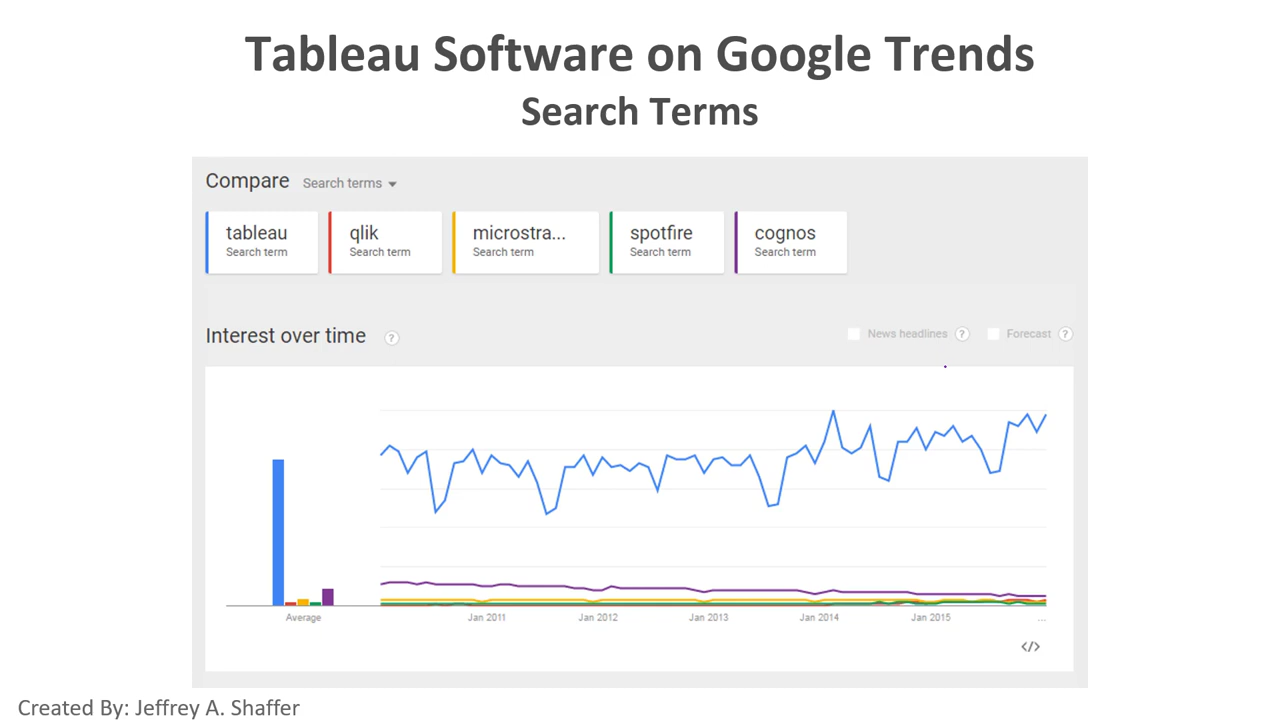 Tableau Software on Google Trends
Search Terms
Compare Search terms
tableau qlik microstra... spotfire cognos
Search term Search term Search term Search term Search term
Interest over time ? News headlines ? Forecast ?
Average Jan 2011 Jan 2012 Jan 2013 Jan 2014 Jan 2015 ...
</>
Created By: Jeffrey A. Shaffer